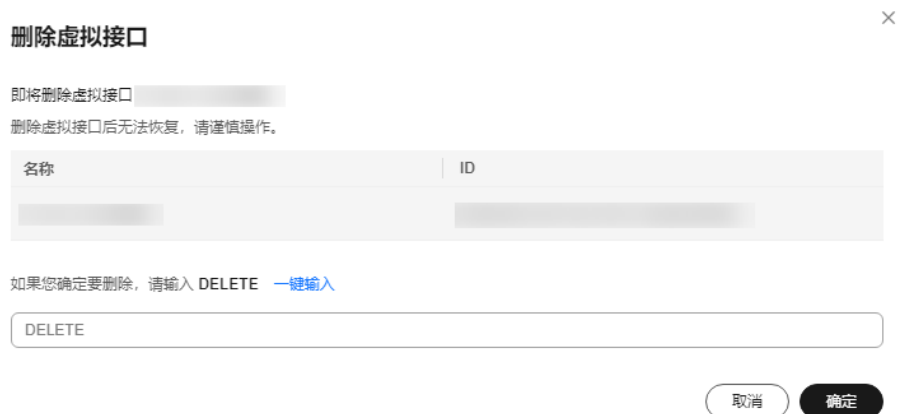 删除虚拟接口
即将删除虚拟接口
删除虚拟接口后无法恢复，请谨慎操作。
名称 ID
如果您确定要删除，请输入 DELETE 一键输入
DELETE
取消 确定